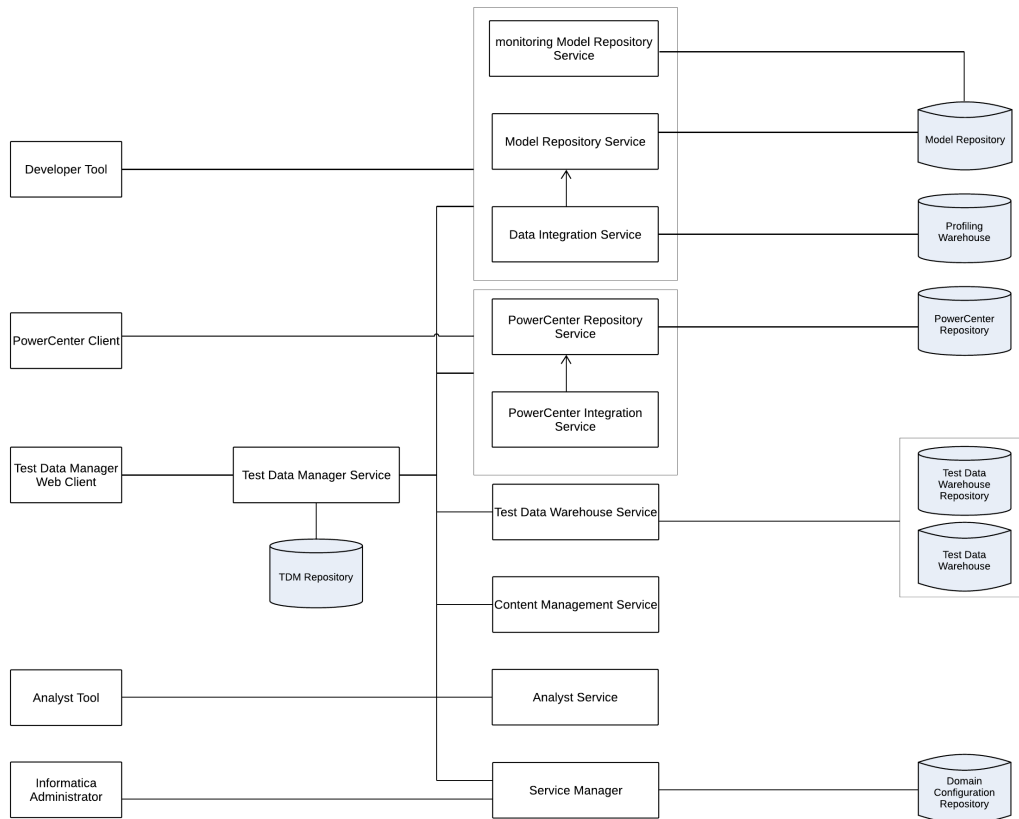 monitoring Model Repository
Service
Model Repository Service
Model Repository
Developer Tool
Data Integration Service
Profiling
Warehouse
PowerCenter Repository
Service
PowerCenter
Repository
PowerCenter Client
PowerCenter Integration
Service
Test Data Manager
Web Client
Test Data Manager Service
Test Data
Warehouse
Repository
Test Data Warehouse Service
Test Data
Warehouse
TDM Repository
Content Management Service
Analyst Tool
Analyst Service
Informatica
Administrator
Service Manager
Domain
Configuration
Repository